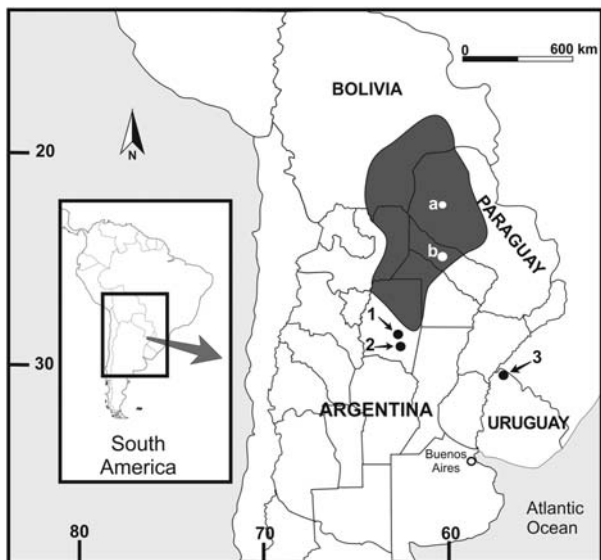 0 600 km
BOLIVIA
N
20
a
PARAGUAY
b
1
2
3
30
ARGENTINA
URUGUAY
South
America
Buenos
Aires
Atlantic
Ocean
80
70
60